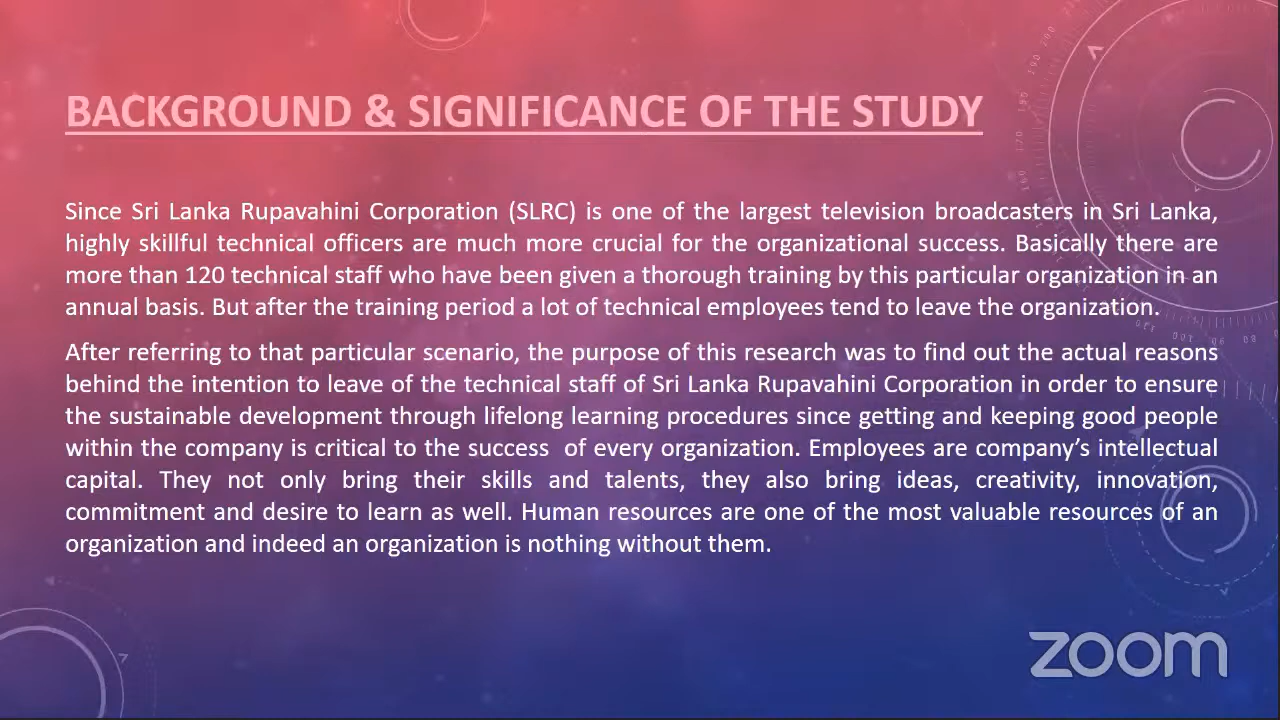 BACKGROUND & SIGNIFICANCE OF THE STUDY
Since Sri Lanka Rupavahini Corporation (SLRC) is one of the largest television broadcasters in Sri Lanka,
highly skillful technical officers are much more crucial for the organizational success. Basically there are
more than 120 technical staff who have been given a thorough training by this particular organization in an
annual basis. But after the training period a lot of technical employees tend to leave the organization.
After referring to that particular scenario, the purpose of this research was to find out the actual reasons
behind the intention to leave of the technical staff of Sri Lanka Rupavahini Corporation in order to ensure
the sustainable development through lifelong learning procedures since getting and keeping good people
within the company is critical to the success of every organization. Employees are company’s intellectual
capital. They not only bring their skills and talents, they also bring ideas, creativity, innovation,
commitment and desire to learn as well. Human resources are one of the most valuable resources of an
organization and indeed an organization is nothing without them.
zoom